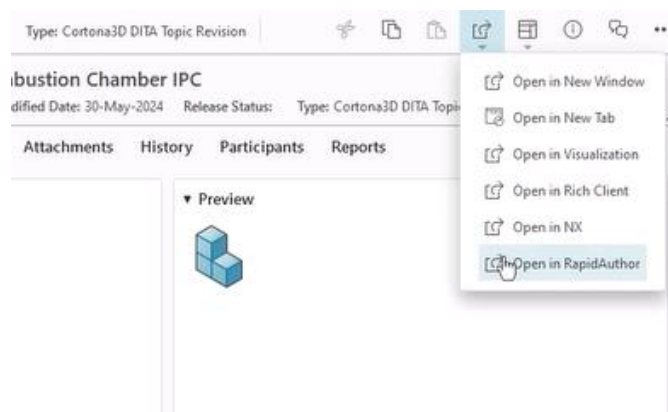 Type: Cortona3D DITA Topic Revision
bustion Chamber IPC
dified Date: 30-May-2024 Release Status: Type: Cortona3D DITA Topi
Attachments History Participants Reports
▾ Preview
Open in New Window
Open in New Tab
Open in Visualization
Open in Rich Client
Open in NX
Open in RapidAuthor